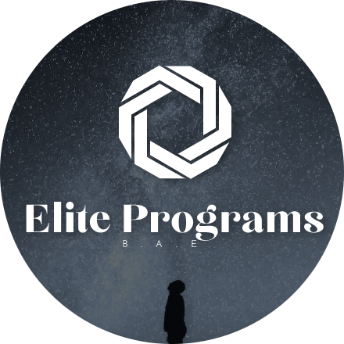 Elite Programs
B . A . E